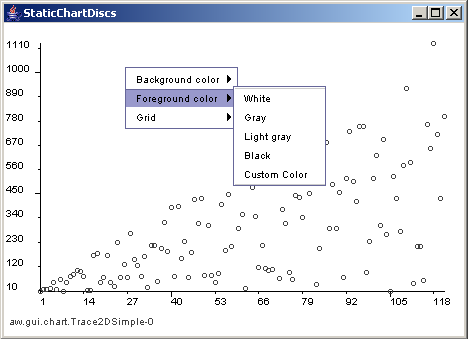 StaticChartDiscs
1110
1000
890
780
670
560
450
340
230
120
10
Background color
Foreground color
Grid
White
Gray
Light gray
Black
Custom Color
1 14 27 40 53 66 79 92 105 118
aw.gui.chart.Trace2DSimple-0